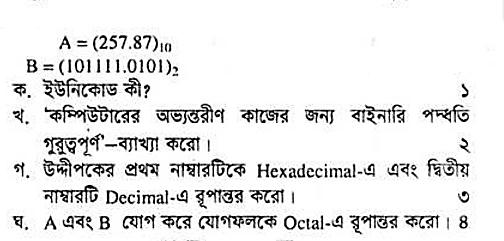 A = (257.87)₁₀
B = (101111.0101)₂
ক. ইউনিকোড কী? ১
খ. 'কম্পিউটারের অভ্যন্তরীণ কাজের জন্য বাইনারি পদ্ধতি
গুরুত্বপূর্ণ'–ব্যাখ্যা করো। ২
গ. উদ্দীপকের প্রথম নাম্বারটিকে Hexadecimal-এ এবং দ্বিতীয়
নাম্বারটি Decimal-এ রূপান্তর করো। ৩
ঘ. A এবং B যোগ করে যোগফলকে Octal-এ রূপান্তর করো। 8